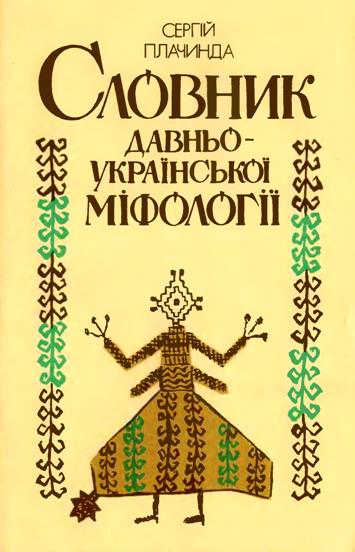 СЕРГІЙ
ПЛАЧИНДА
СЛОВНИК
ДАВНЬО-
УКРАЇНСЬКОЇ
МІФОЛОГІЇ